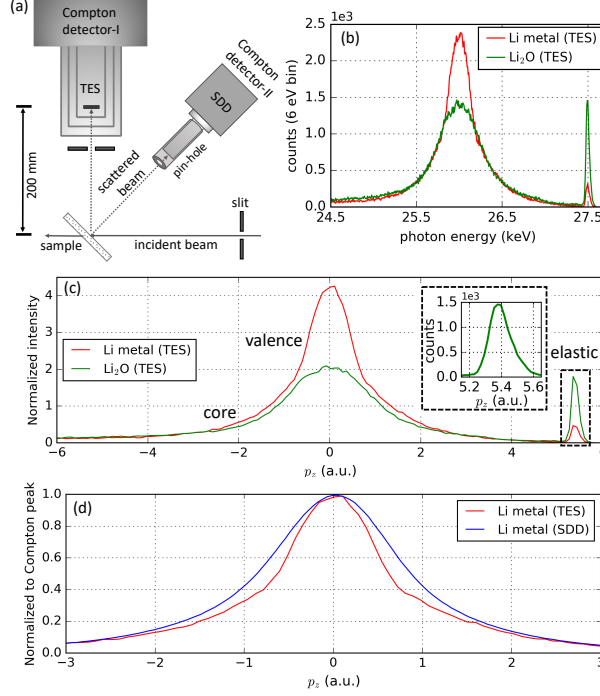 (a)
Compton
detector-I
TES
Compton
detector-II
SDD
pin-hole
scattered
beam
200 mm
slit
sample
incident beam
(b)
1e3
Li metal (TES)
Li₂O (TES)
counts (6 eV bin)
2.5
2.0
1.5
1.0
0.5
0.0
24.5 25.5 26.5 27.5
photon energy (keV)
(c)
Li metal (TES)
Li₂O (TES)
valence
core
elastic
Normalized intensity
4
3
2
1
0
−6 −4 −2 0 2 4 6
p_z (a.u.)
1e3
counts
1.5
1.0
0.5
0.0
5.2 5.4 5.6
p_z (a.u.)
(d)
Li metal (TES)
Li metal (SDD)
Normalized to Compton peak
1.0
0.8
0.6
0.4
0.2
0.0
−3 −2 −1 0 1 2 3
p_z (a.u.)